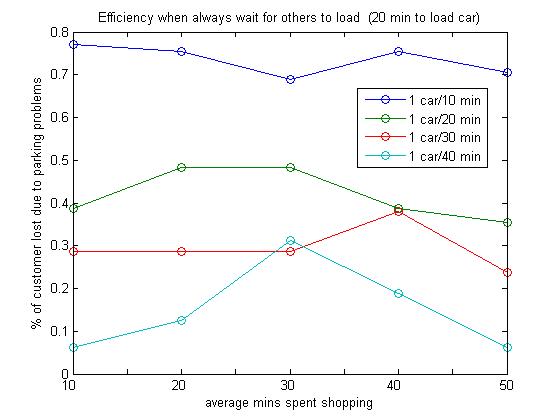 Efficiency when always wait for others to load (20 min to load car)
% of customer lost due to parking problems
0.8
0.7
0.6
0.5
0.4
0.3
0.2
0.1
0
1 car/10 min
1 car/20 min
1 car/30 min
1 car/40 min
10
20
30
40
50
average mins spent shopping